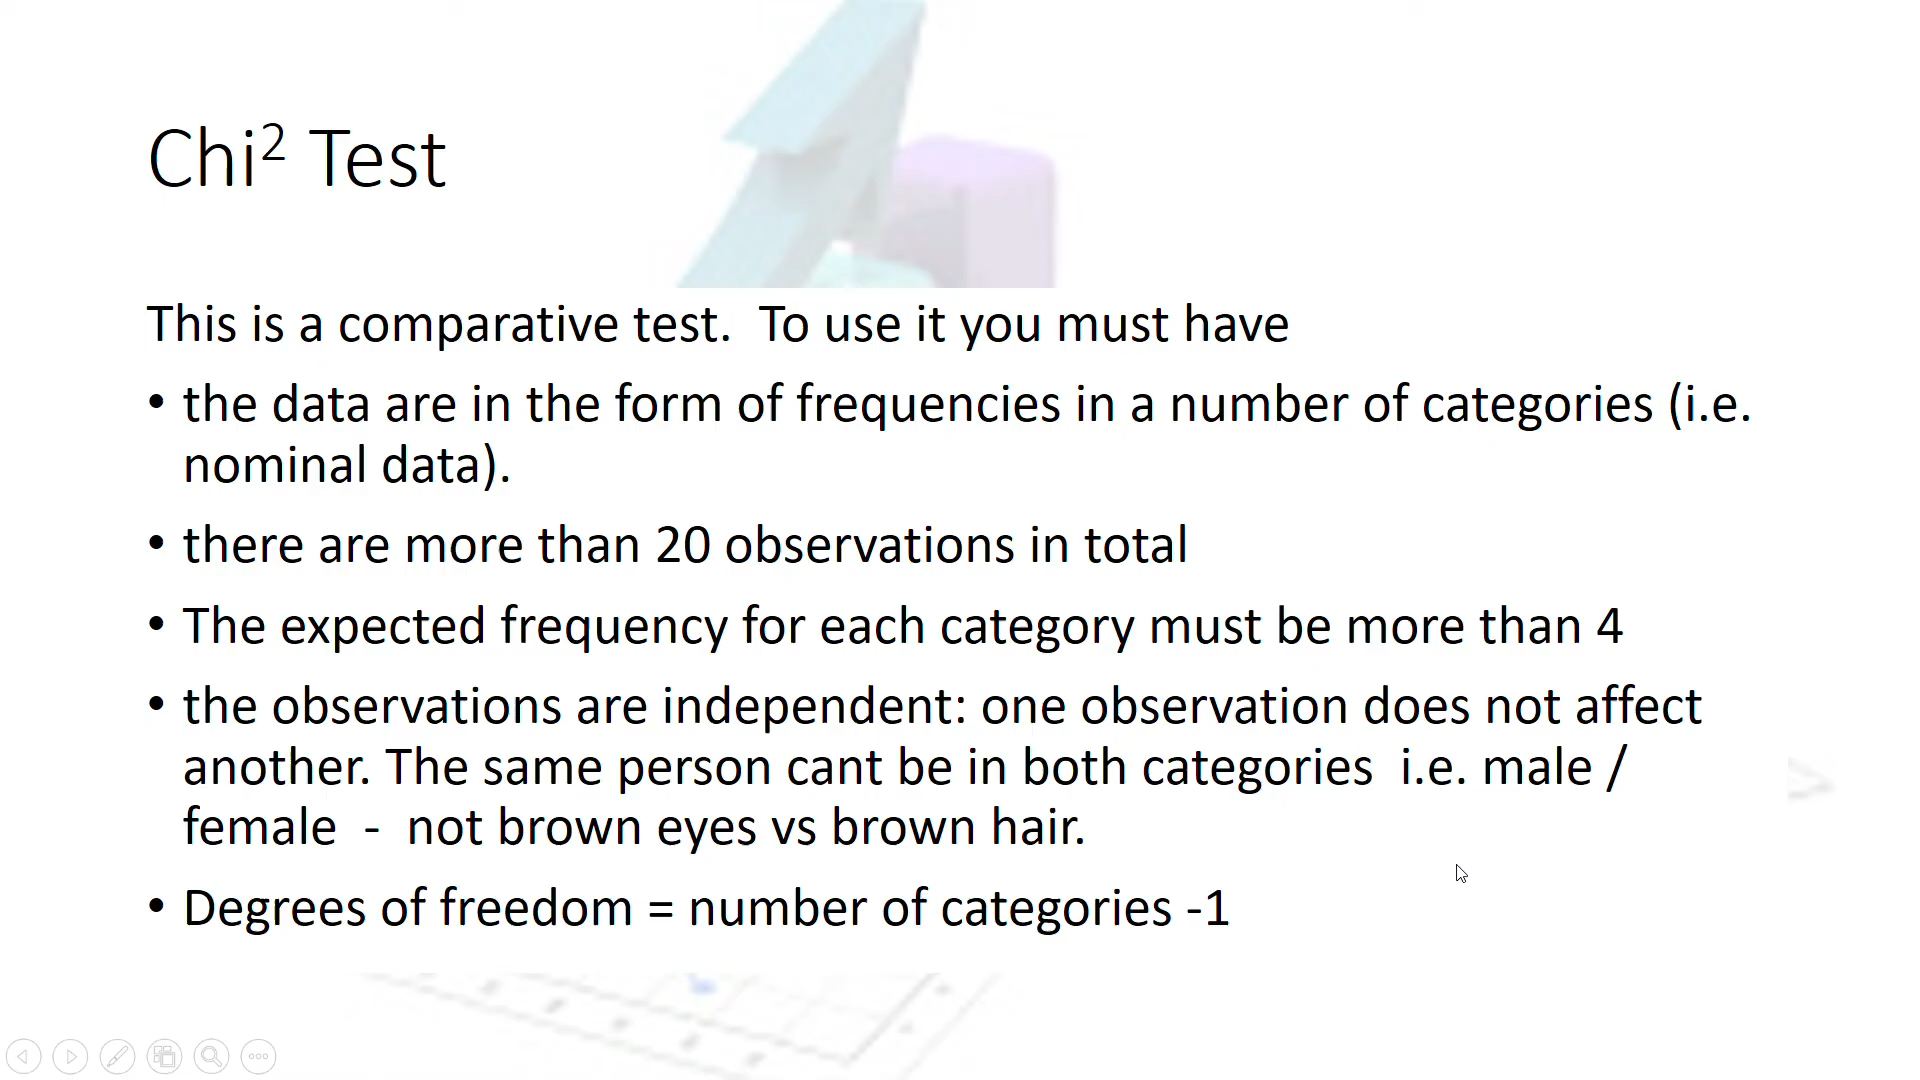 Chi² Test
This is a comparative test.  To use it you must have
• the data are in the form of frequencies in a number of categories (i.e.
nominal data).
• there are more than 20 observations in total
• The expected frequency for each category must be more than 4
• the observations are independent: one observation does not affect
another. The same person cant be in both categories  i.e. male /
female  -  not brown eyes vs brown hair.
• Degrees of freedom = number of categories -1